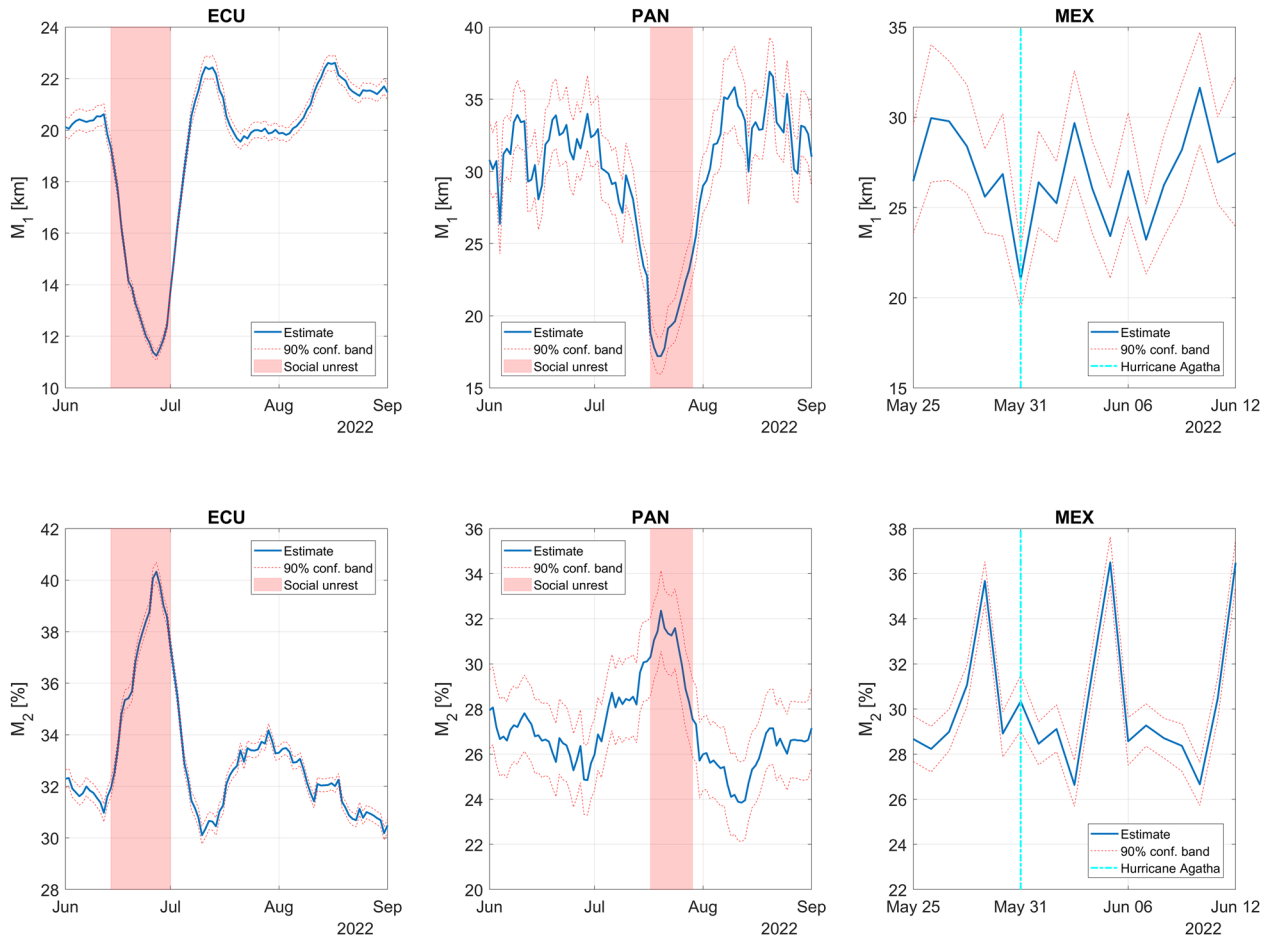 ECU
24
22
20
18
16
14
12
10
M1 [km]
Jun
Jul
Aug
Sep
2022
Estimate
90% conf. band
Social unrest
PAN
40
35
30
25
20
15
M1 [km]
Jun
Jul
Aug
Sep
2022
Estimate
90% conf. band
Social unrest
MEX
35
30
25
20
15
M1 [km]
May 25
May 31
Jun 06
Jun 12
2022
Estimate
90% conf. band
Hurricane Agatha
ECU
42
40
38
36
34
32
30
28
M2 [%]
Jun
Jul
Aug
Sep
2022
Estimate
90% conf. band
Social unrest
PAN
36
34
32
30
28
26
24
22
20
M2 [%]
Jun
Jul
Aug
Sep
2022
Estimate
90% conf. band
Social unrest
MEX
38
36
34
32
30
28
26
24
22
M2 [%]
May 25
May 31
Jun 06
Jun 12
2022
Estimate
90% conf. band
Hurricane Agatha